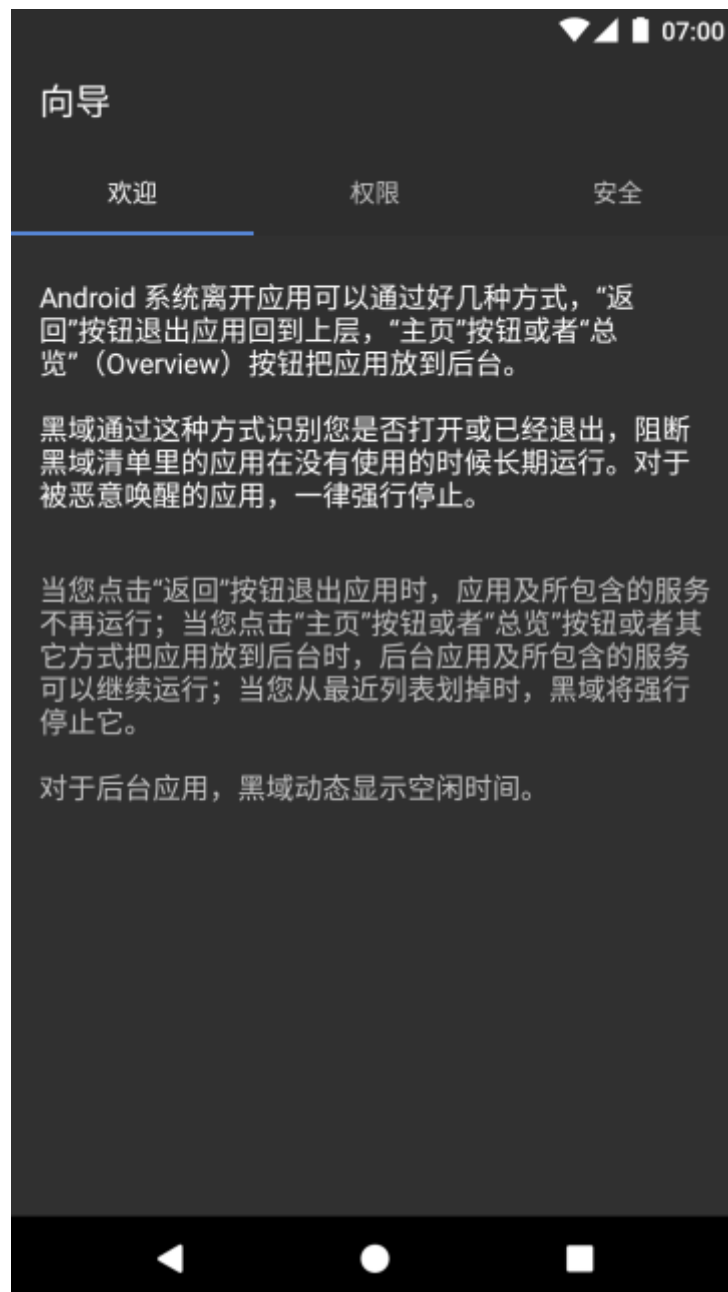 07:00
向导
欢迎 权限 安全
Android 系统离开应用可以通过好几种方式，“返
回”按钮退出应用回到上层，“主页”按钮或者“总
览”（Overview）按钮把应用放到后台。
黑域通过这种方式识别您是否打开或已经退出，阻断
黑域清单里的应用在没有使用的时候长期运行。对于
被恶意唤醒的应用，一律强行停止。
当您点击“返回”按钮退出应用时，应用及所包含的服务
不再运行；当您点击“主页”按钮或者“总览”按钮或者其
它方式把应用放到后台时，后台应用及所包含的服务
可以继续运行；当您从最近列表划掉时，黑域将强行
停止它。
对于后台应用，黑域动态显示空闲时间。